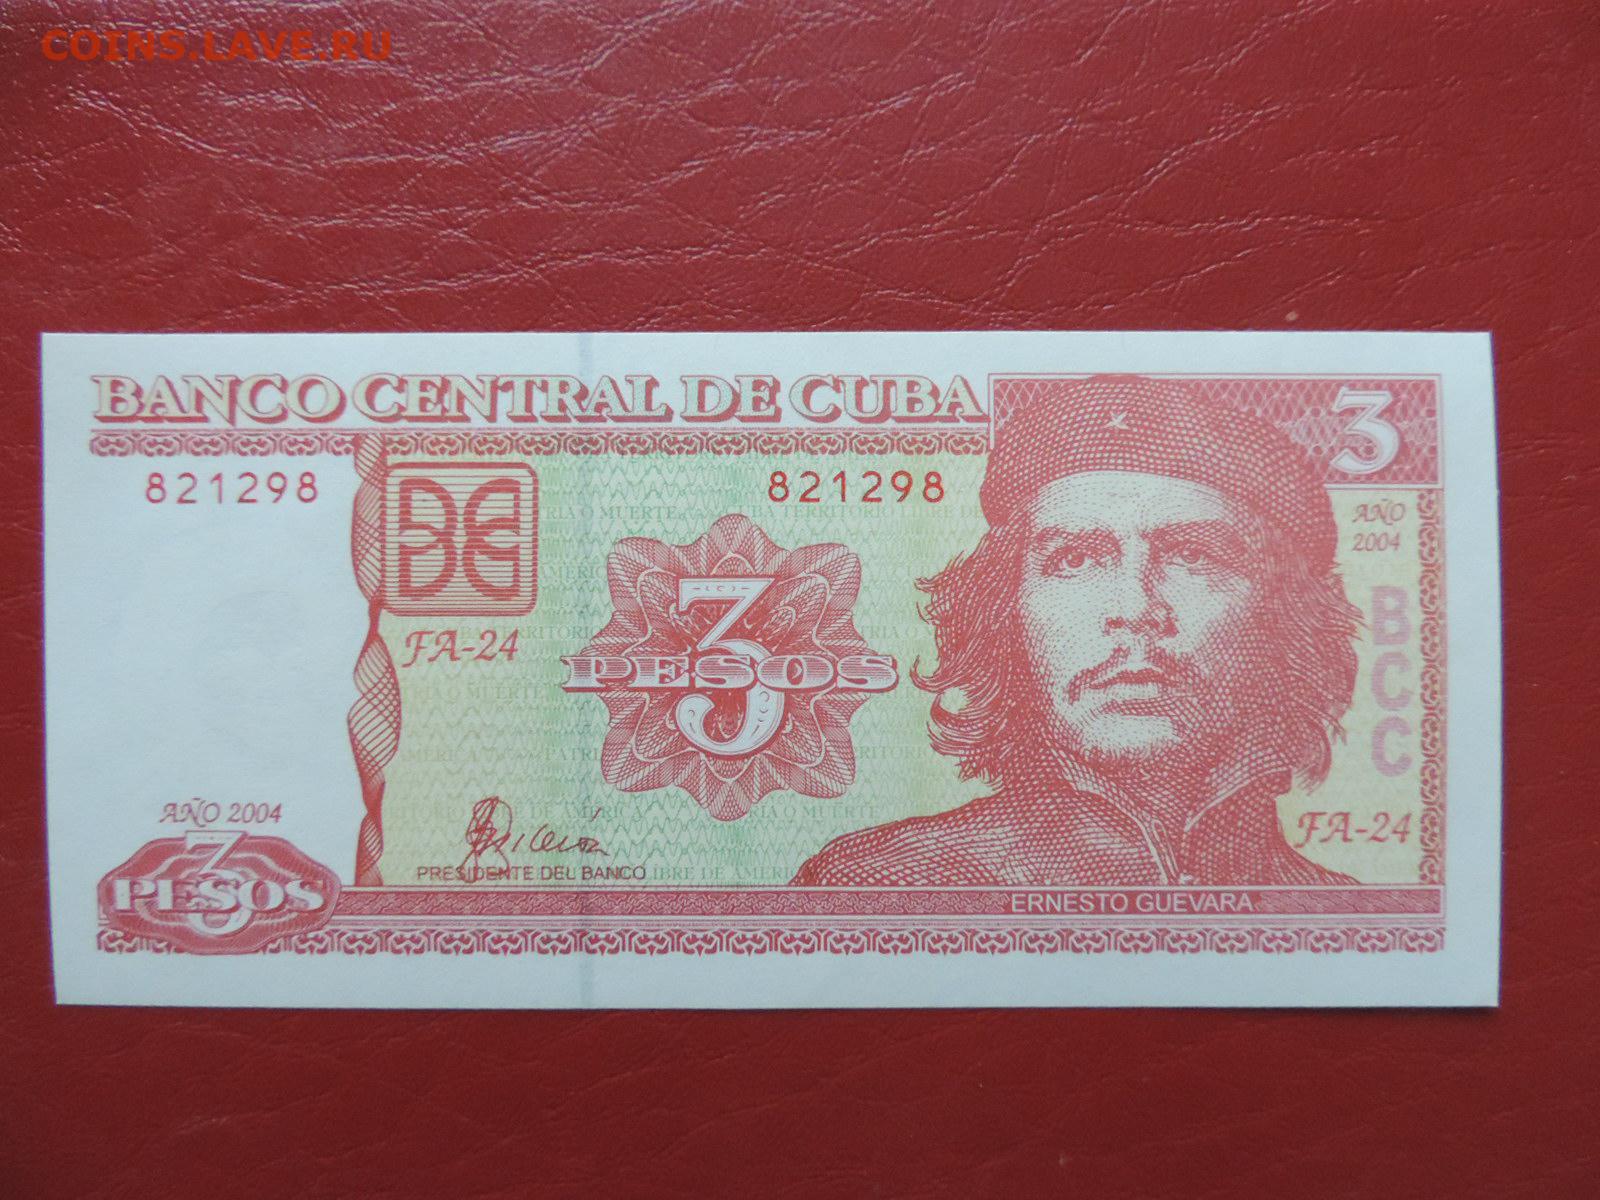 COINS.LAVE.RU
BANCO CENTRAL DE CUBA
3
821298
821298
AÑO
2004
BCC
FA-24
3
PESOS
AÑO 2004
3
PESOS
PRESIDENTE DEL BANCO
FA-24
ERNESTO GUEVARA